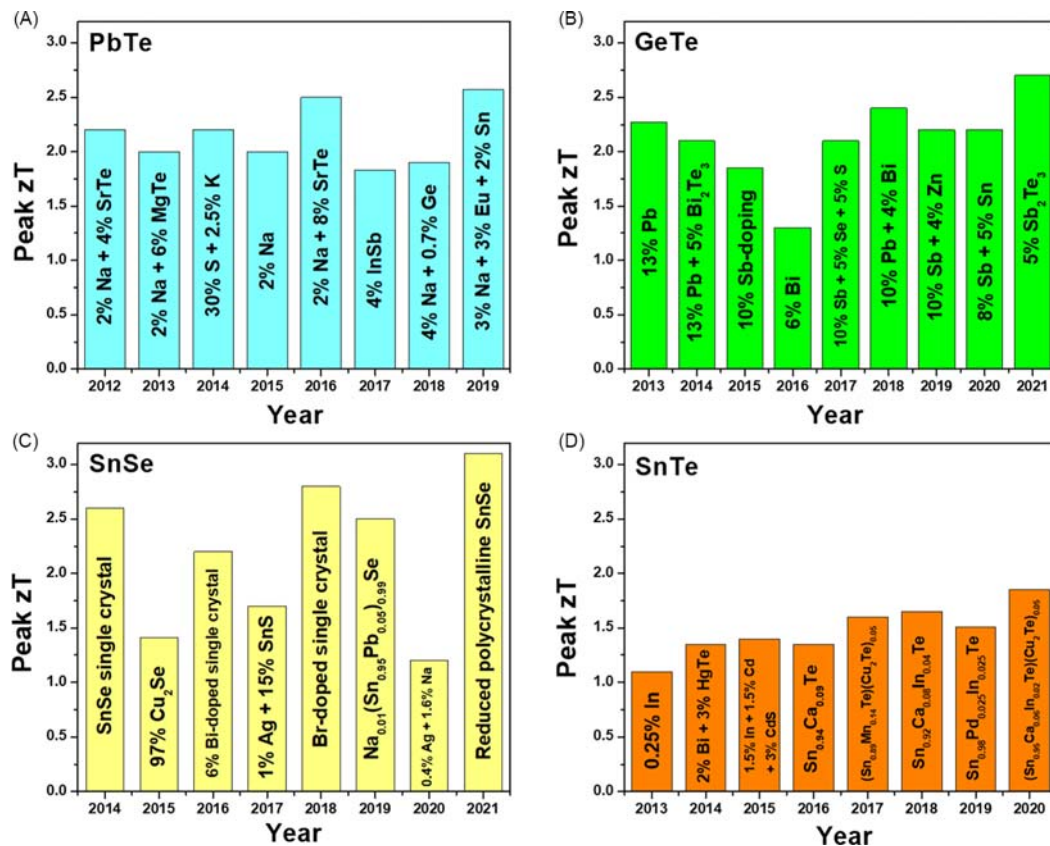 (A)
PbTe
Peak zT
3.0
2.5
2.0
1.5
1.0
0.5
0.0
2% Na + 4% SrTe
2% Na + 6% MgTe
30% S + 2.5% K
2% Na
2% Na + 8% SrTe
4% InSb
4% Na + 0.7% Ge
3% Na + 3% Eu + 2% Sn
2012 2013 2014 2015 2016 2017 2018 2019
Year
(B)
GeTe
Peak zT
3.0
2.5
2.0
1.5
1.0
0.5
0.0
13% Pb
13% Pb + 5% Bi₂Te₃
10% Sb-doping
6% Bi
10% Sb + 5% Se + 5% S
10% Pb + 4% Bi
10% Sb + 4% Zn
8% Sb + 5% Sn
5% Sb₂Te₃
2013 2014 2015 2016 2017 2018 2019 2020 2021
Year
(C)
SnSe
Peak zT
3.0
2.5
2.0
1.5
1.0
0.5
0.0
SnSe single crystal
97% Cu₂Se
6% Bi-doped single crystal
1% Ag + 15% SnS
Br-doped single crystal
Na₀.₀₁(Sn₀.₉₅Pb₀.₀₅)₀.₉₉Se
0.4% Ag + 1.6% Na
Reduced polycrystalline SnSe
2014 2015 2016 2017 2018 2019 2020 2021
Year
(D)
SnTe
Peak zT
3.0
2.5
2.0
1.5
1.0
0.5
0.0
0.25% In
2% Bi + 3% HgTe
1.5% In + 1.5% Cd
+ 3% CdS
Sn₀.₉₄Ca₀.₀₉Te
(Sn₀.₈₉Mn₀.₁₄Te)(Cu₂Te)₀.₀₅
Sn₀.₉₂Ca₀.₀₈In₀.₀₄Te
Sn₀.₉₈Pd₀.₀₂₅In₀.₀₂₅Te
(Sn₀.₉₅Ca₀.₀₆In₀.₀₂Te)(Cu₂Te)₀.₀₅
2013 2014 2015 2016 2017 2018 2019 2020
Year